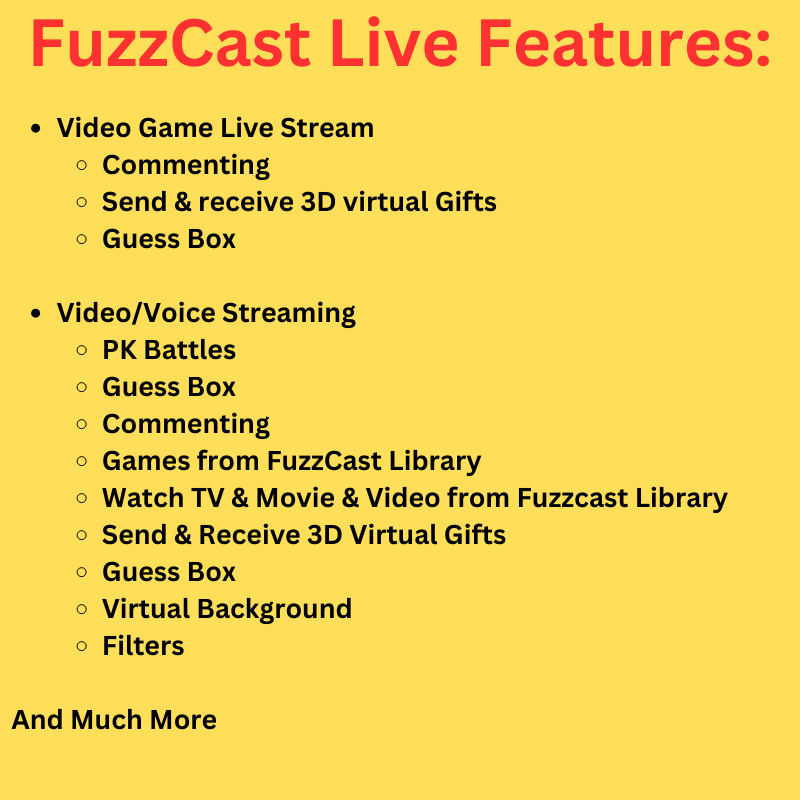 FuzzCast Live Features:
• Video Game Live Stream
◦ Commenting
◦ Send & receive 3D virtual Gifts
◦ Guess Box
• Video/Voice Streaming
◦ PK Battles
◦ Guess Box
◦ Commenting
◦ Games from FuzzCast Library
◦ Watch TV & Movie & Video from Fuzzcast Library
◦ Send & Receive 3D Virtual Gifts
◦ Guess Box
◦ Virtual Background
◦ Filters
And Much More